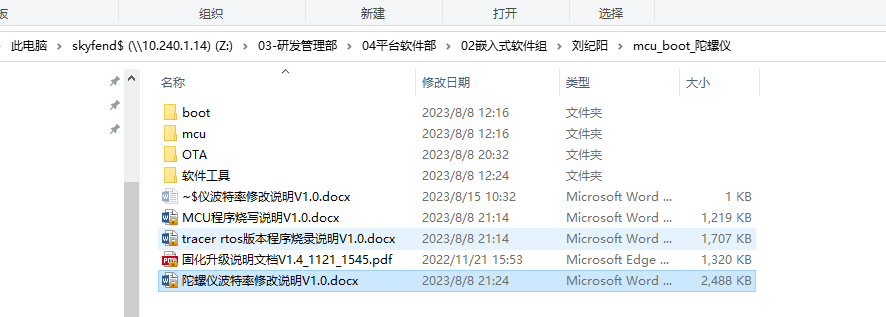 板 组织 新建 打开 选择
此电脑 > skyfend$ (\\10.240.1.14) (Z:) > 03-研发管理部 > 04平台软件部 > 02嵌入式软件组 > 刘纪阳 > mcu_boot_陀螺仪
名称 修改日期 类型 大小
boot 2023/8/8 12:16 文件夹
mcu 2023/8/8 12:16 文件夹
OTA 2023/8/8 20:32 文件夹
软件工具 2023/8/8 12:24 文件夹
~$仪波特率修改说明V1.0.docx 2023/8/15 10:32 Microsoft Word ... 1 KB
MCU程序烧写说明V1.0.docx 2023/8/8 21:14 Microsoft Word ... 1,219 KB
tracer rtos版本程序烧录说明V1.0.docx 2023/8/8 21:14 Microsoft Word ... 1,707 KB
固化升级说明文档V1.4_1121_1545.pdf 2022/11/21 15:53 Microsoft Edge ... 1,320 KB
陀螺仪波特率修改说明V1.0.docx 2023/8/8 21:24 Microsoft Word ... 2,488 KB